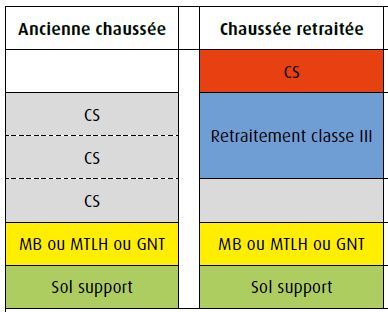 Ancienne chaussée Chaussée retraitée
CS
CS
Retraitement classe III
CS
CS
MB ou MTLH ou GNT MB ou MTLH ou GNT
Sol support Sol support